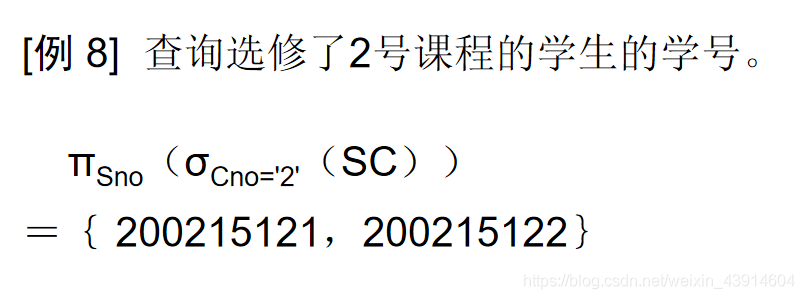 [例 8] 查询选修了2号课程的学生的学号。
πSno（σCno='2'（SC））
＝｛ 200215121，200215122｝
https://blog.csdn.net/weixin_43914604